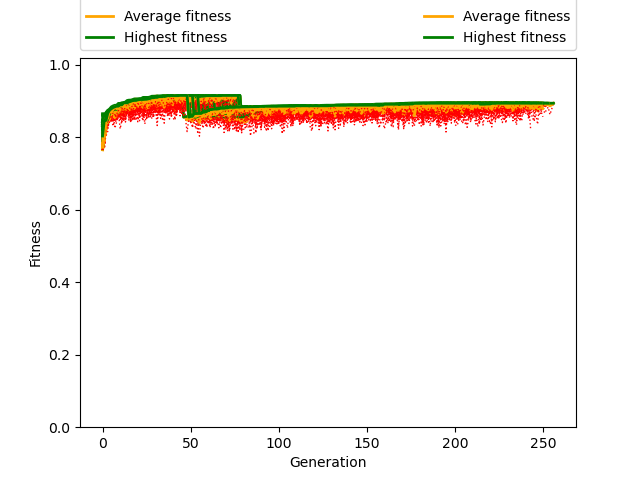 Average fitness Average fitness
Highest fitness Highest fitness
1.0
0.8
0.6
0.4
0.2
0.0
Fitness
0 50 100 150 200 250
Generation